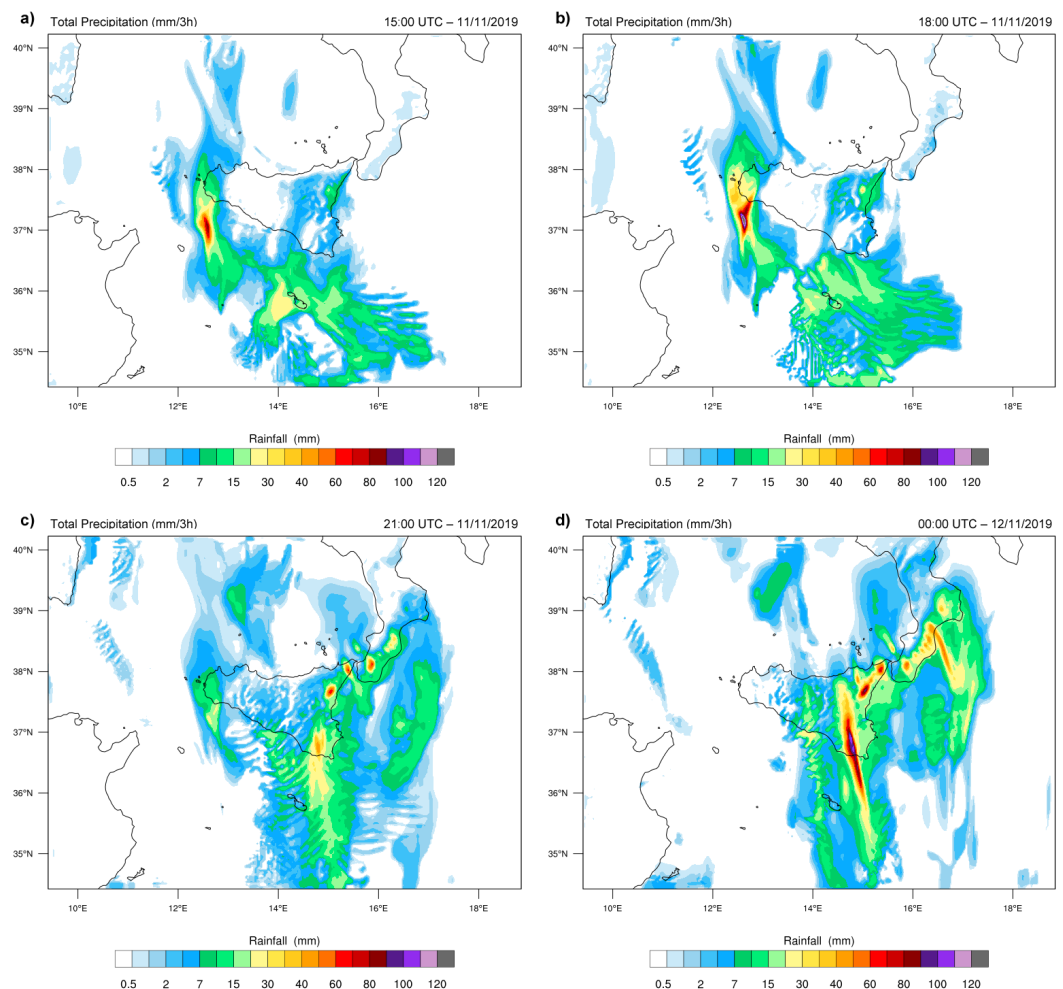 a) Total Precipitation (mm/3h) 15:00 UTC – 11/11/2019
40°N
39°N
38°N
37°N
36°N
35°N
10°E 12°E 14°E 16°E 18°E
Rainfall (mm)
0.5 2 7 15 30 40 60 80 100 120
b) Total Precipitation (mm/3h) 18:00 UTC – 11/11/2019
40°N
39°N
38°N
37°N
36°N
35°N
10°E 12°E 14°E 16°E 18°E
Rainfall (mm)
0.5 2 7 15 30 40 60 80 100 120
c) Total Precipitation (mm/3h) 21:00 UTC – 11/11/2019
40°N
39°N
38°N
37°N
36°N
35°N
10°E 12°E 14°E 16°E 18°E
Rainfall (mm)
0.5 2 7 15 30 40 60 80 100 120
d) Total Precipitation (mm/3h) 00:00 UTC – 12/11/2019
40°N
39°N
38°N
37°N
36°N
35°N
10°E 12°E 14°E 16°E 18°E
Rainfall (mm)
0.5 2 7 15 30 40 60 80 100 120